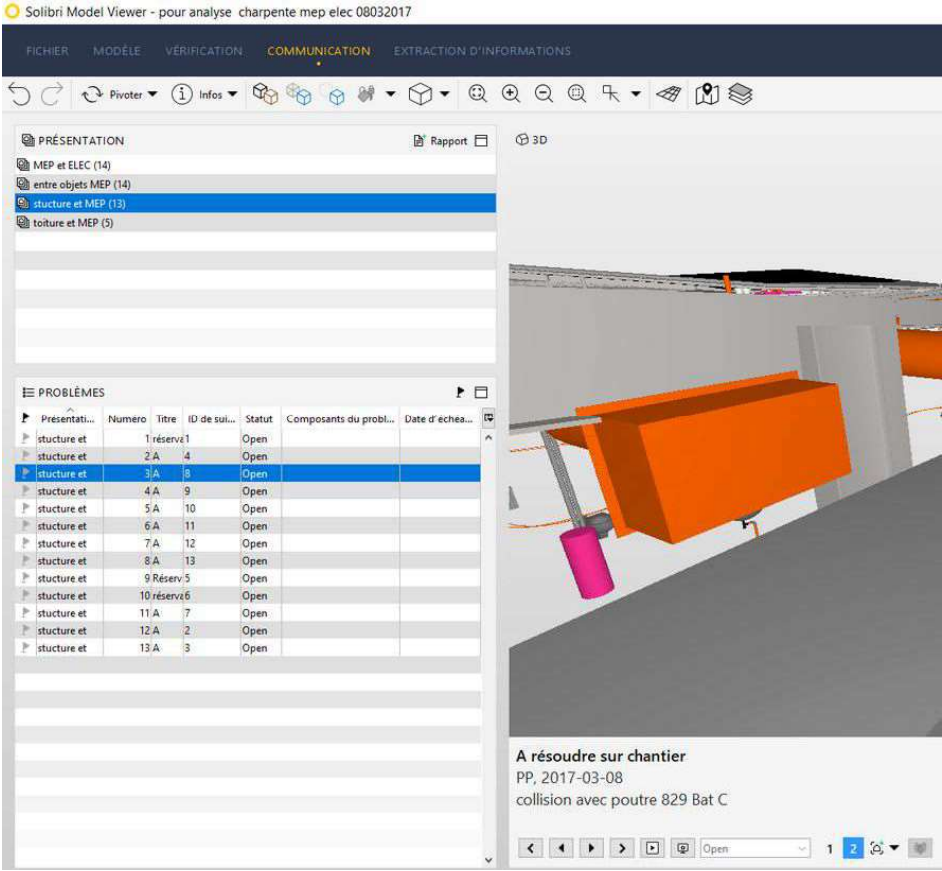 Solibri Model Viewer - pour analyse charpente mep elec 08032017
FICHIER MODÈLE VÉRIFICATION COMMUNICATION EXTRACTION D'INFORMATIONS
Pivoter Infos
PRÉSENTATION Rapport
3D
MEP et ELEC (14)
entre objets MEP (14)
stucture et MEP (13)
toiture et MEP (5)
PROBLÈMES
Présentati... Numéro Titre ID de sui... Statut Composants du probl... Date d'échéa...
stucture et 1 réserva 1 Open
stucture et 2 A 4 Open
stucture et 3 A 8 Open
stucture et 4 A 9 Open
stucture et 5 A 10 Open
stucture et 6 A 11 Open
stucture et 7 A 12 Open
stucture et 8 A 13 Open
stucture et 9 Réserv 5 Open
stucture et 10 réserva 6 Open
stucture et 11 A 7 Open
stucture et 12 A 2 Open
stucture et 13 A 3 Open
A résoudre sur chantier
PP, 2017-03-08
collision avec poutre 829 Bat C
Open 1 2